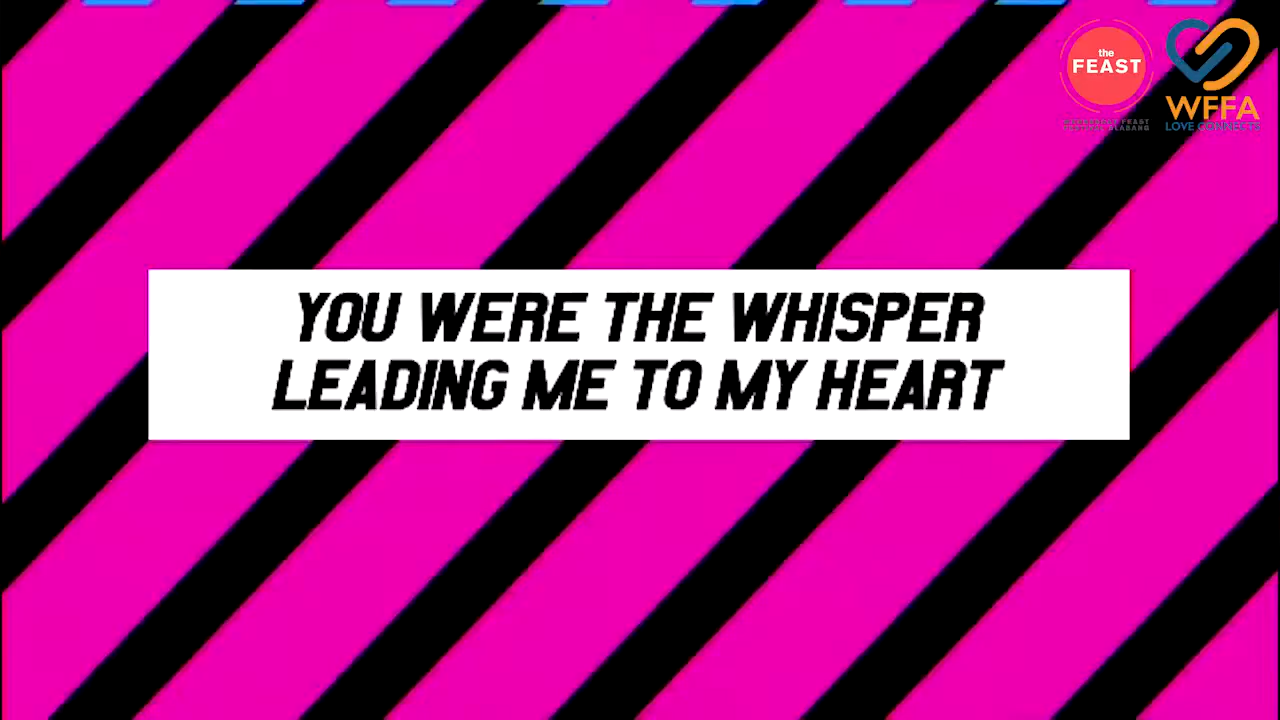 the
FEAST
WFFA
LOVE CONNECTS
YOU WERE THE WHISPER
LEADING ME TO MY HEART